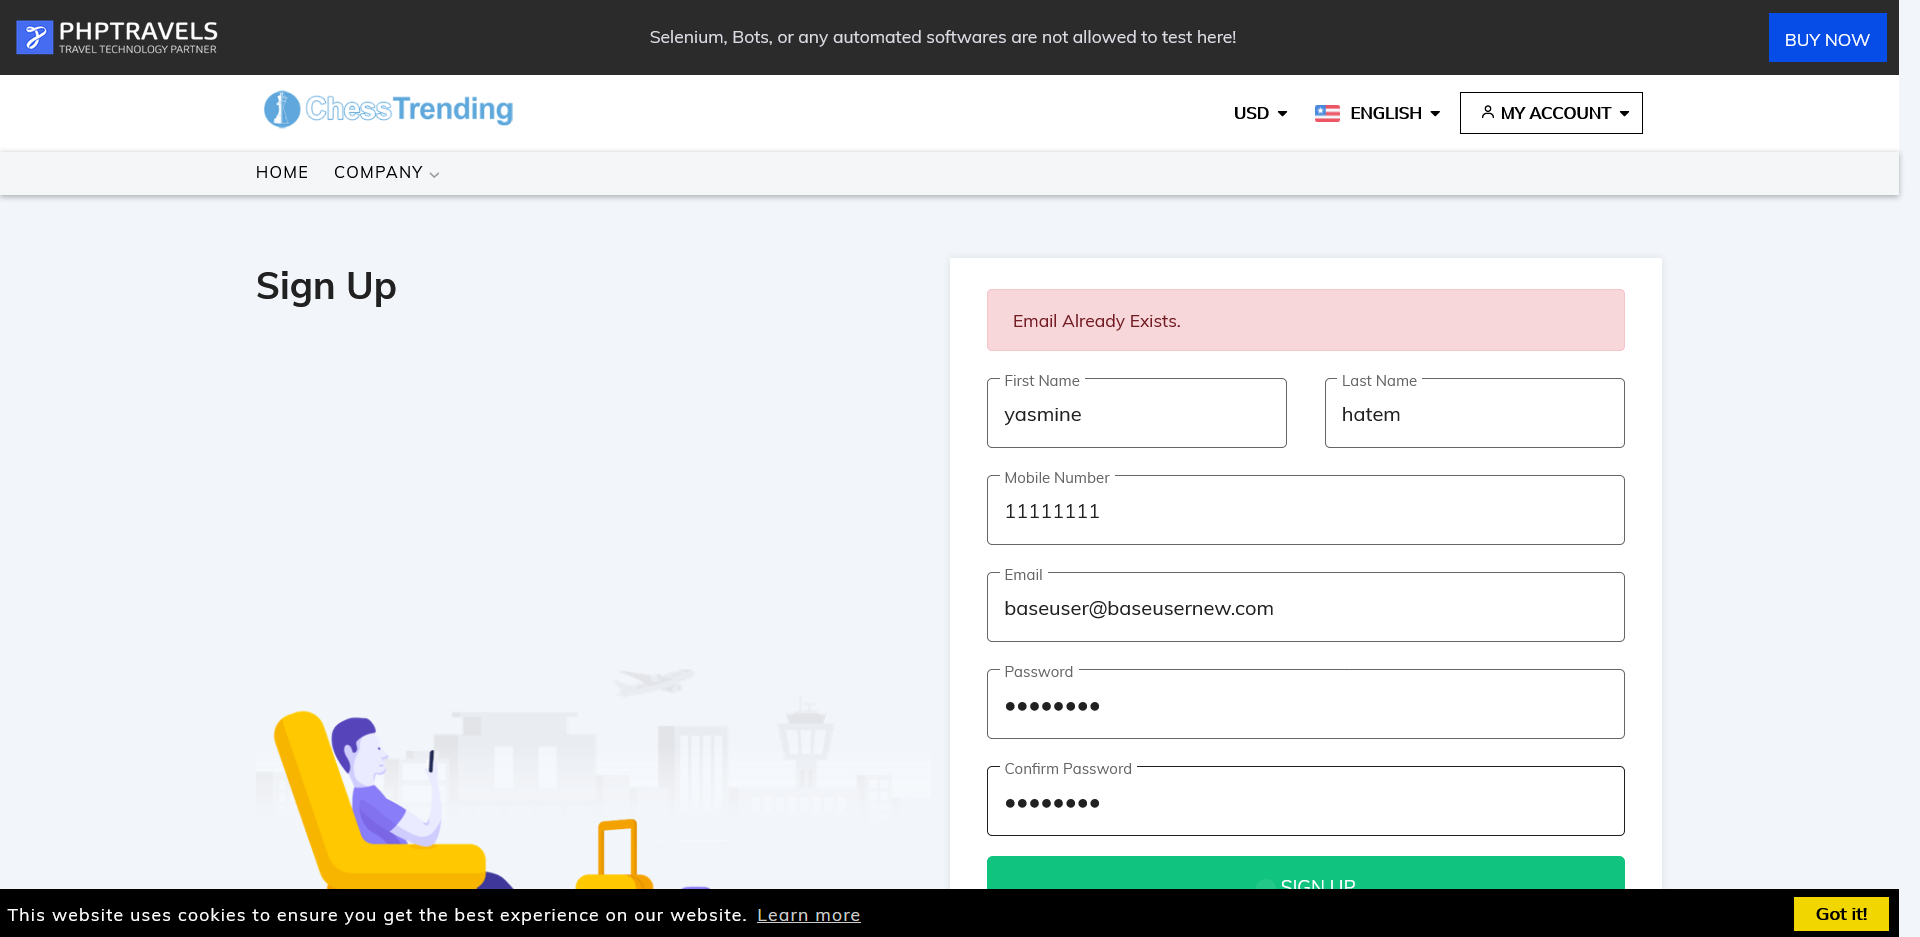 PHPTRAVELS
TRAVEL TECHNOLOGY PARTNER
Selenium, Bots, or any automated softwares are not allowed to test here!
BUY NOW
ChessTrending
USD
ENGLISH
MY ACCOUNT
HOME
COMPANY
Sign Up
Email Already Exists.
First Name
yasmine
Last Name
hatem
Mobile Number
11111111
Email
baseuser@baseusernew.com
Password
●●●●●●●●
Confirm Password
●●●●●●●●
SIGN UP
This website uses cookies to ensure you get the best experience on our website. Learn more
Got it!